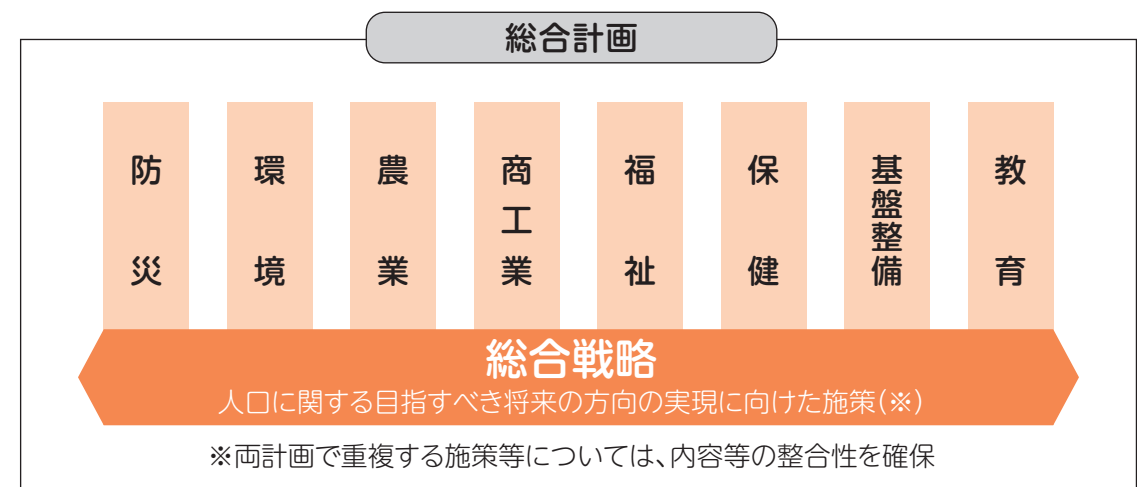 総合計画
防災
環境
農業
商工業
福祉
保健
基盤整備
教育
総合戦略
人口に関する目指すべき将来の方向の実現に向けた施策(※)
※両計画で重複する施策等については、内容等の整合性を確保